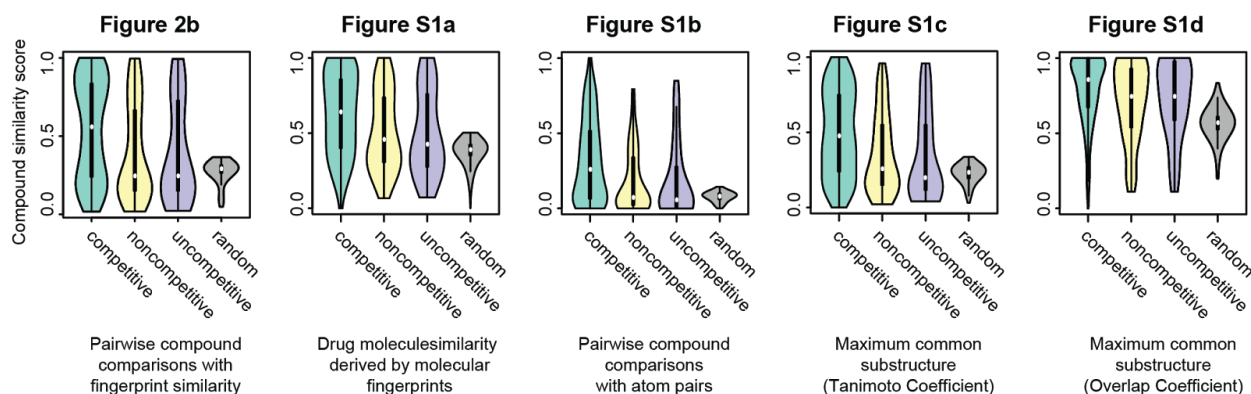 Figure 2b
Figure S1a
Figure S1b
Figure S1c
Figure S1d
Compound similarity score
1.0
0.5
0.0
competitive
noncompetitive
uncompetitive
random
Pairwise compound
comparisons with
fingerprint similarity
1.0
0.5
0.0
competitive
noncompetitive
uncompetitive
random
Drug moleculesimilarity
derived by molecular
fingerprints
1.0
0.5
0.0
competitive
noncompetitive
uncompetitive
random
Pairwise compound
comparisons
with atom pairs
1.0
0.5
0.0
competitive
noncompetitive
uncompetitive
random
Maximum common
substructure
(Tanimoto Coefficient)
1.0
0.5
0.0
competitive
noncompetitive
uncompetitive
random
Maximum common
substructure
(Overlap Coefficient)